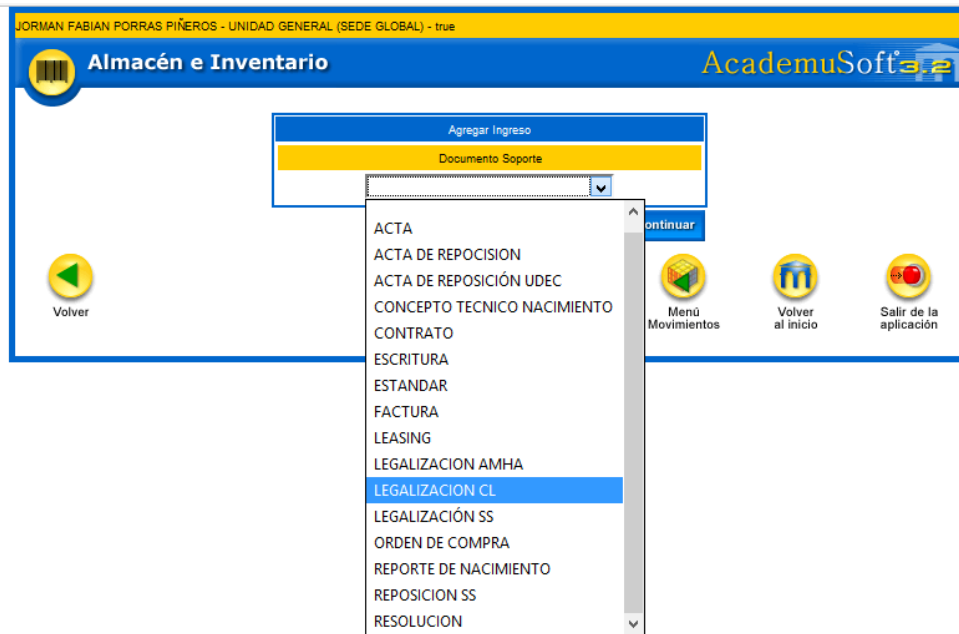 JORMAN FABIAN PORRAS PIÑEROS - UNIDAD GENERAL (SEDE GLOBAL) - true
Almacén e Inventario
AcademuSoft 3.2
Agregar Ingreso
Documento Soporte
ontinuar
ACTA
ACTA DE REPOCISION
ACTA DE REPOSICIÓN UDEC
CONCEPTO TECNICO NACIMIENTO
CONTRATO
ESCRITURA
ESTANDAR
FACTURA
LEASING
LEGALIZACION AMHA
LEGALIZACION CL
LEGALIZACIÓN SS
ORDEN DE COMPRA
REPORTE DE NACIMIENTO
REPOSICION SS
RESOLUCION
Volver
Menú
Movimientos
Volver
al inicio
Salir de la
aplicación